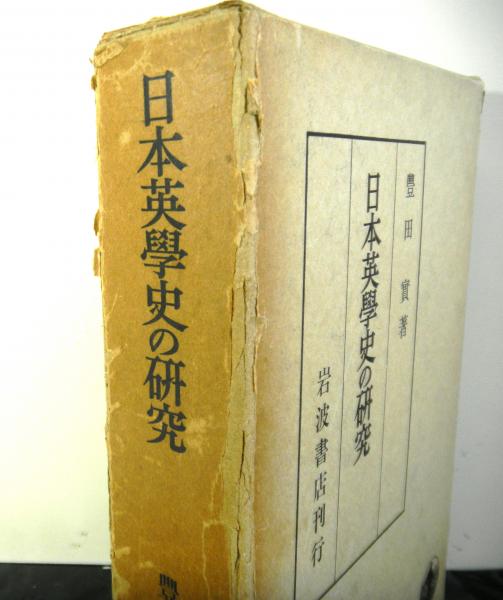 日本英學史の研究
豊田實著
日本英學史の研究
岩波書店刊行